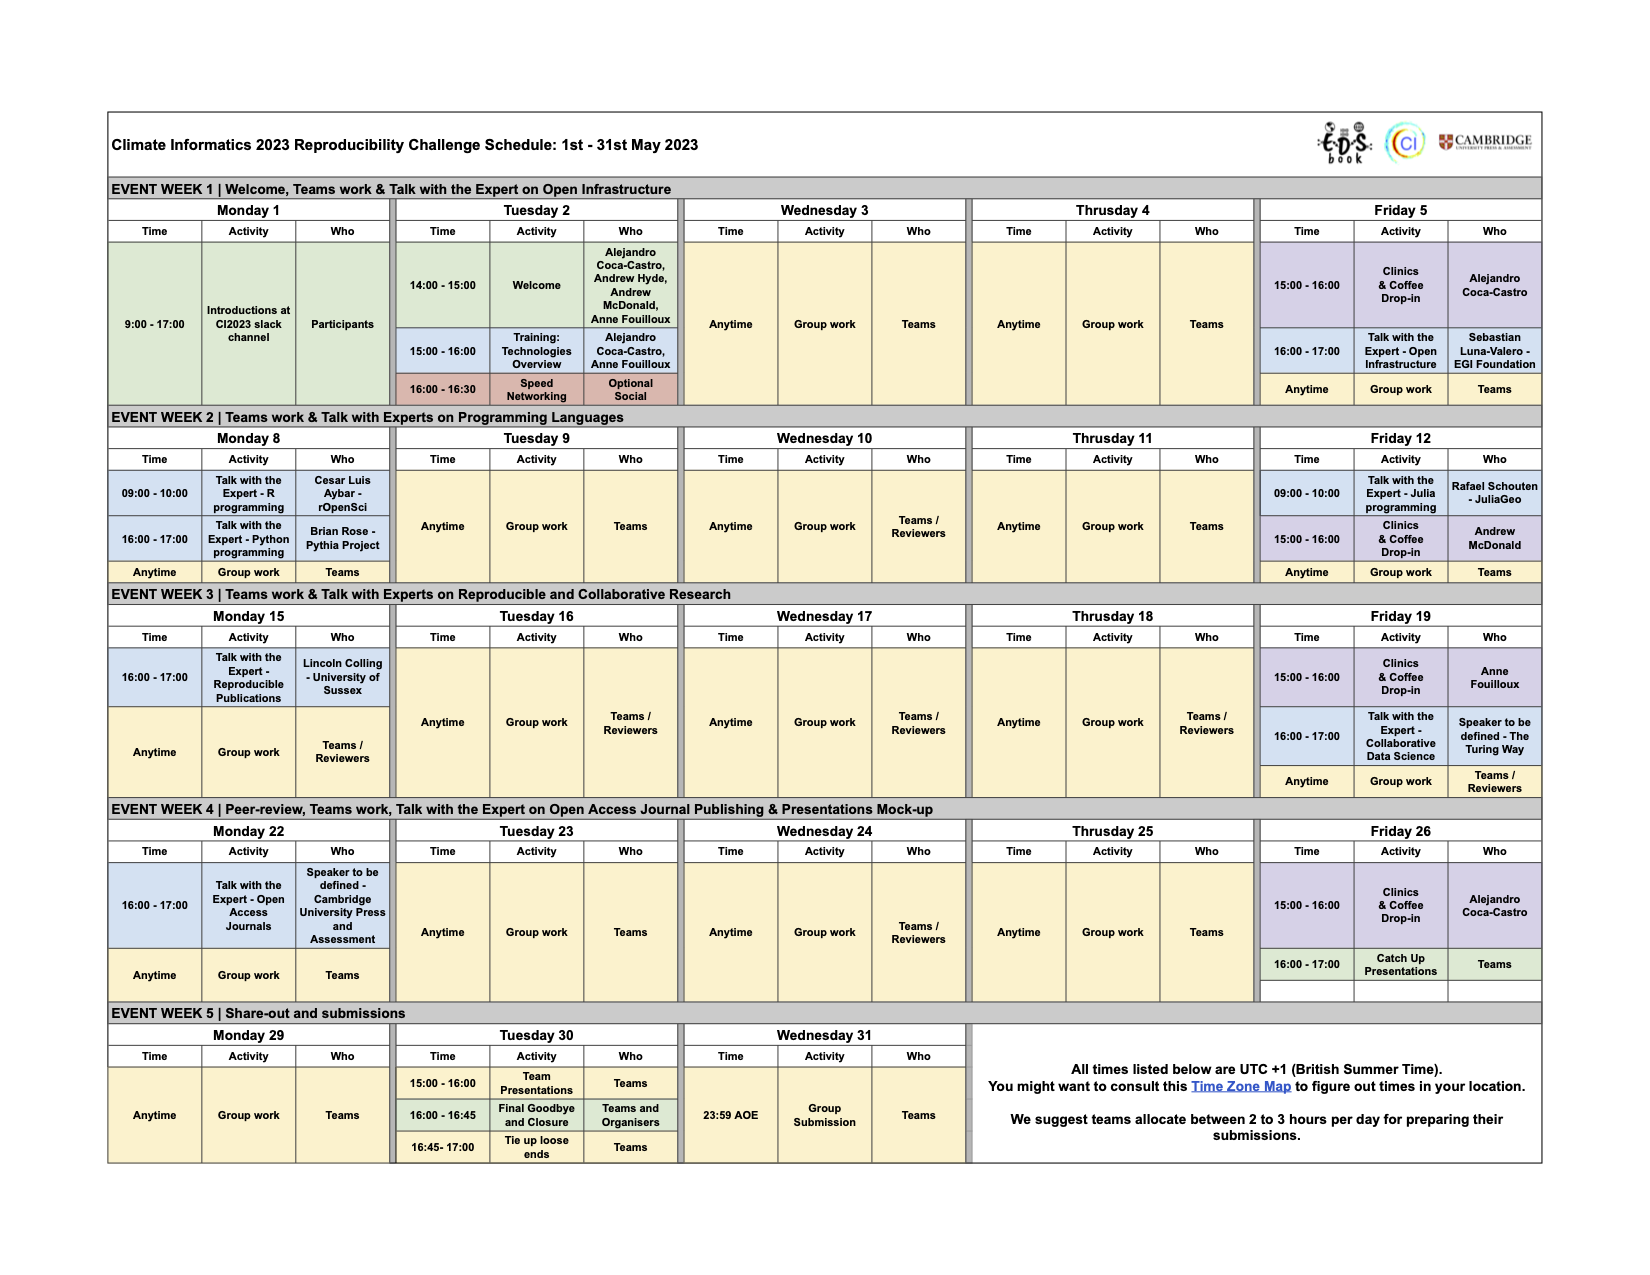 Climate Informatics 2023 Reproducibility Challenge Schedule: 1st - 31st May 2023
EDS
book
CI
CAMBRIDGE
UNIVERSITY PRESS & ASSESSMENT
EVENT WEEK 1 | Welcome, Teams work & Talk with the Expert on Open Infrastructure
Monday 1
Time Activity Who
9:00 - 17:00
Introductions at
CI2023 slack
channel
Participants
Tuesday 2
Time Activity Who
14:00 - 15:00
Welcome
Alejandro
Coca-Castro,
Andrew Hyde,
Andrew
McDonald,
Anne Fouilloux
15:00 - 16:00
Training:
Technologies
Overview
Alejandro
Coca-Castro,
Anne Fouilloux
16:00 - 16:30
Speed
Networking
Optional
Social
Wednesday 3
Time Activity Who
Anytime Group work Teams
Thrusday 4
Time Activity Who
Anytime Group work Teams
Friday 5
Time Activity Who
15:00 - 16:00
Clinics
& Coffee
Drop-in
Alejandro
Coca-Castro
16:00 - 17:00
Talk with the
Expert - Open
Infrastructure
Sebastian
Luna-Valero -
EGI Foundation
Anytime Group work Teams
EVENT WEEK 2 | Teams work & Talk with Experts on Programming Languages
Monday 8
Time Activity Who
09:00 - 10:00
Talk with the
Expert - R
programming
Cesar Luis
Aybar -
rOpenSci
16:00 - 17:00
Talk with the
Expert - Python
programming
Brian Rose -
Pythia Project
Anytime Group work Teams
Tuesday 9
Time Activity Who
Anytime Group work Teams
Wednesday 10
Time Activity Who
Anytime Group work
Teams /
Reviewers
Thrusday 11
Time Activity Who
Anytime Group work Teams
Friday 12
Time Activity Who
09:00 - 10:00
Talk with the
Expert - Julia
programming
Rafael Schouten
- JuliaGeo
15:00 - 16:00
Clinics
& Coffee
Drop-in
Andrew
McDonald
Anytime Group work Teams
EVENT WEEK 3 | Teams work & Talk with Experts on Reproducible and Collaborative Research
Monday 15
Time Activity Who
16:00 - 17:00
Talk with the
Expert -
Reproducible
Publications
Lincoln Colling
- University of
Sussex
Anytime Group work
Teams /
Reviewers
Tuesday 16
Time Activity Who
Anytime Group work
Teams /
Reviewers
Wednesday 17
Time Activity Who
Anytime Group work
Teams /
Reviewers
Thrusday 18
Time Activity Who
Anytime Group work
Teams /
Reviewers
Friday 19
Time Activity Who
15:00 - 16:00
Clinics
& Coffee
Drop-in
Anne
Fouilloux
16:00 - 17:00
Talk with the
Expert -
Collaborative
Data Science
Speaker to be
defined - The
Turing Way
Anytime Group work
Teams /
Reviewers
EVENT WEEK 4 | Peer-review, Teams work, Talk with the Expert on Open Access Journal Publishing & Presentations Mock-up
Monday 22
Time Activity Who
16:00 - 17:00
Talk with the
Expert - Open
Access
Journals
Speaker to be
defined -
Cambridge
University Press
and
Assessment
Anytime Group work Teams
Tuesday 23
Time Activity Who
Anytime Group work Teams
Wednesday 24
Time Activity Who
Anytime Group work
Teams /
Reviewers
Thrusday 25
Time Activity Who
Anytime Group work Teams
Friday 26
Time Activity Who
15:00 - 16:00
Clinics
& Coffee
Drop-in
Alejandro
Coca-Castro
16:00 - 17:00
Catch Up
Presentations
Teams
EVENT WEEK 5 | Share-out and submissions
Monday 29
Time Activity Who
Anytime Group work Teams
Tuesday 30
Time Activity Who
15:00 - 16:00
Team
Presentations
Teams
16:00 - 16:45
Final Goodbye
and Closure
Teams and
Organisers
16:45- 17:00
Tie up loose
ends
Teams
Wednesday 31
Time Activity Who
23:59 AOE
Group
Submission
Teams
All times listed below are UTC +1 (British Summer Time).
You might want to consult this Time Zone Map to figure out times in your location.
We suggest teams allocate between 2 to 3 hours per day for preparing their
submissions.